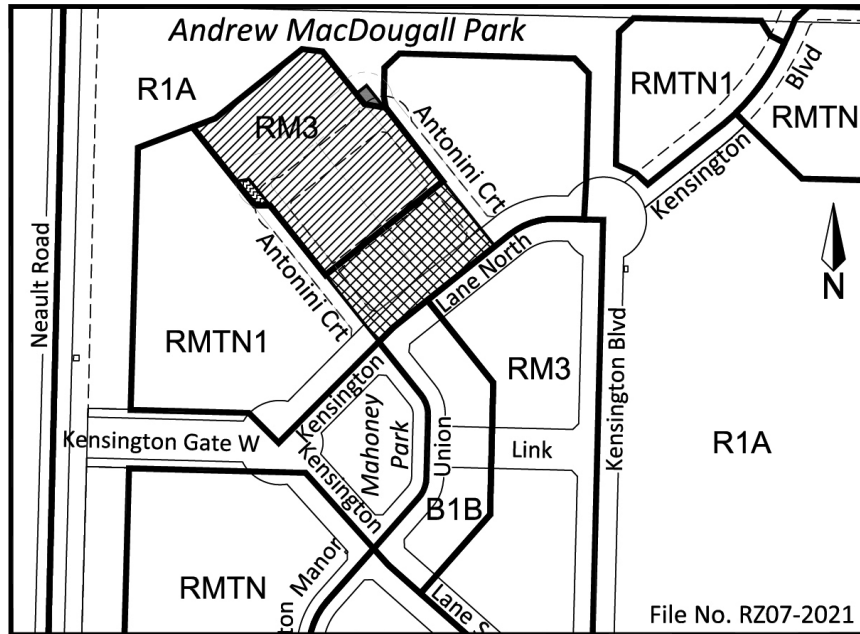 Andrew MacDougall Park
R1A
RM3
RMTN1
Blvd
RMTN
Kensington
Antonini Crt
Antonini Crt
Lane North
N
Neault Road
RMTN1
RM3
Kensington Blvd
R1A
Kensington
Mahoney
Park
Union
Link
Kensington Gate W
Kensington
B1B
RMTN
Manor
ton
Lane S
File No. RZ07-2021